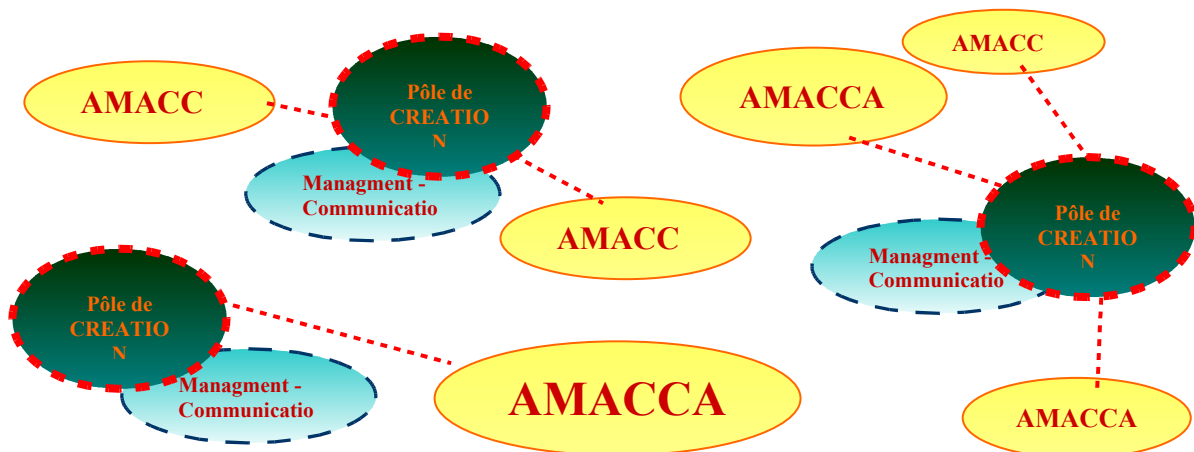 AMACC
Pôle de
CREATIO
N
Managment -
Communicatio
AMACC
AMACC
AMACCA
Pôle de
CREATIO
N
Managment -
Communicatio
AMACCA
Pôle de
CREATIO
N
Managment -
Communicatio
AMACCA